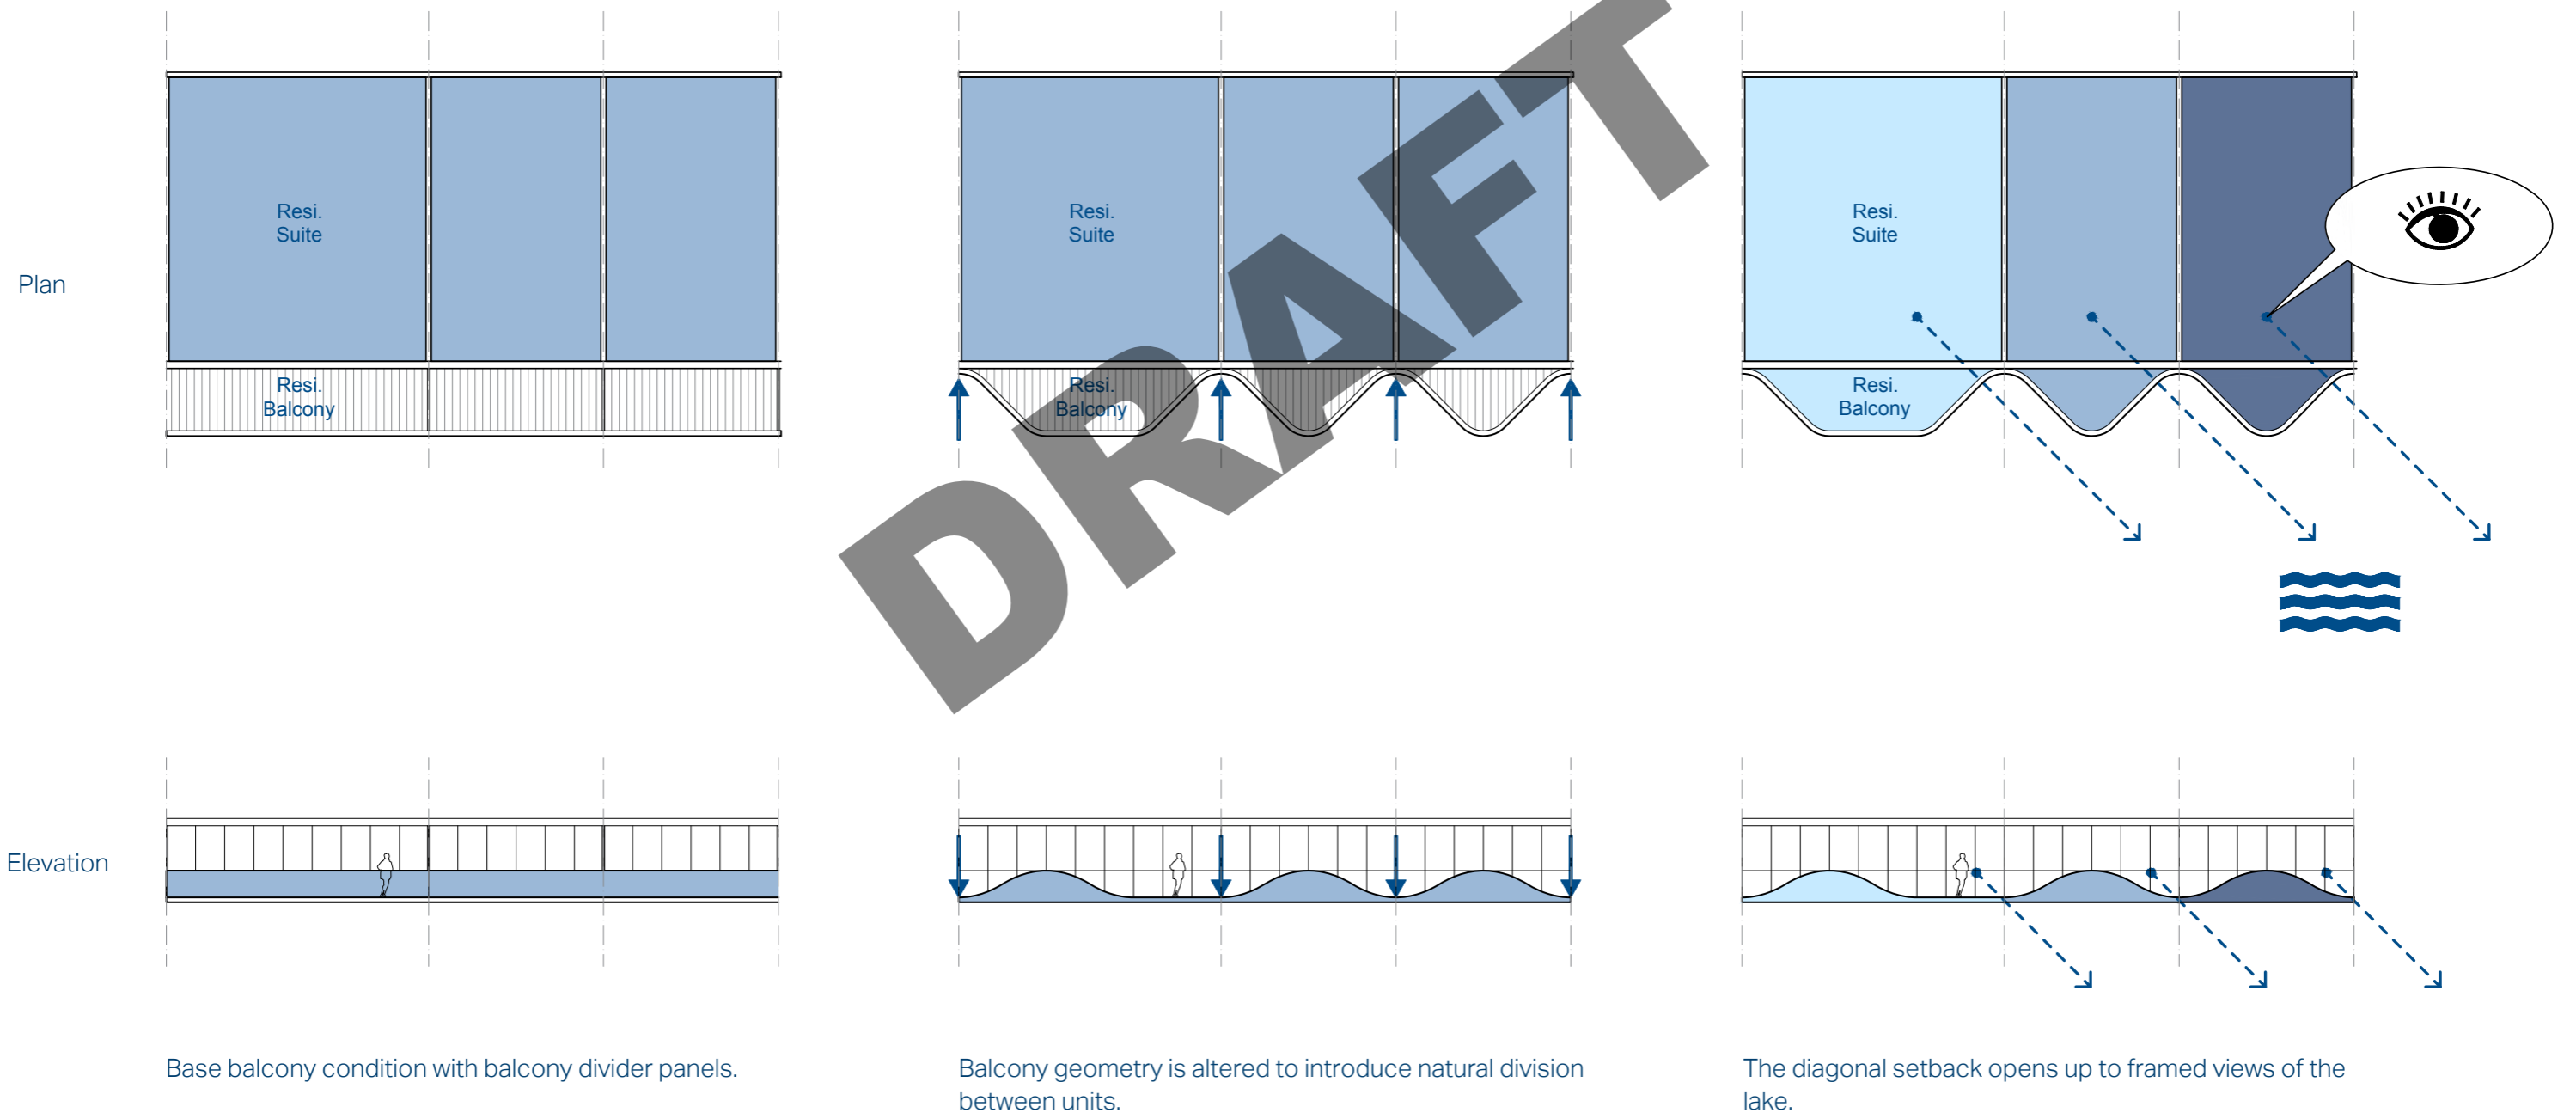 Resi.
Suite
Resi.
Suite
Resi.
Suite
Plan
Resi.
Balcony
Resi.
Balcony
Resi.
Balcony
DRAFT
Elevation
Base balcony condition with balcony divider panels.
Balcony geometry is altered to introduce natural division
between units.
The diagonal setback opens up to framed views of the
lake.